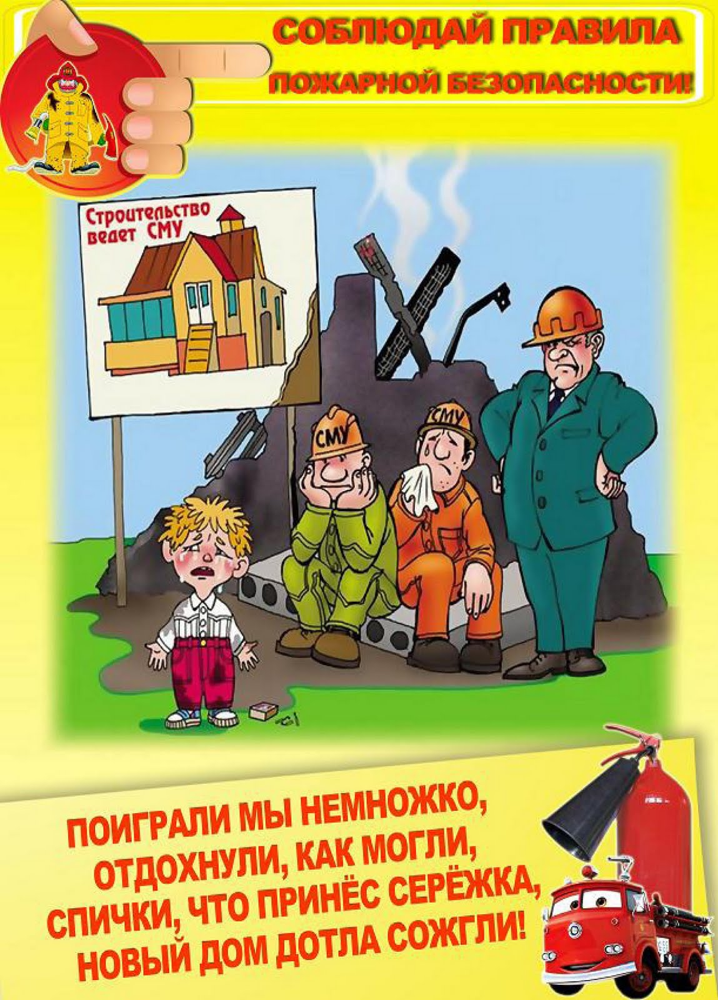 СОБЛЮДАЙ ПРАВИЛА
ПОЖАРНОЙ БЕЗОПАСНОСТИ!
Строительство
ведет СМУ
СМУ
СМУ
ПОИГРАЛИ МЫ НЕМНОЖКО,
ОТДОХНУЛИ, КАК МОГЛИ,
СПИЧКИ, ЧТО ПРИНЁС СЕРЁЖКА,
НОВЫЙ ДОМ ДОТЛА СОЖГЛИ!